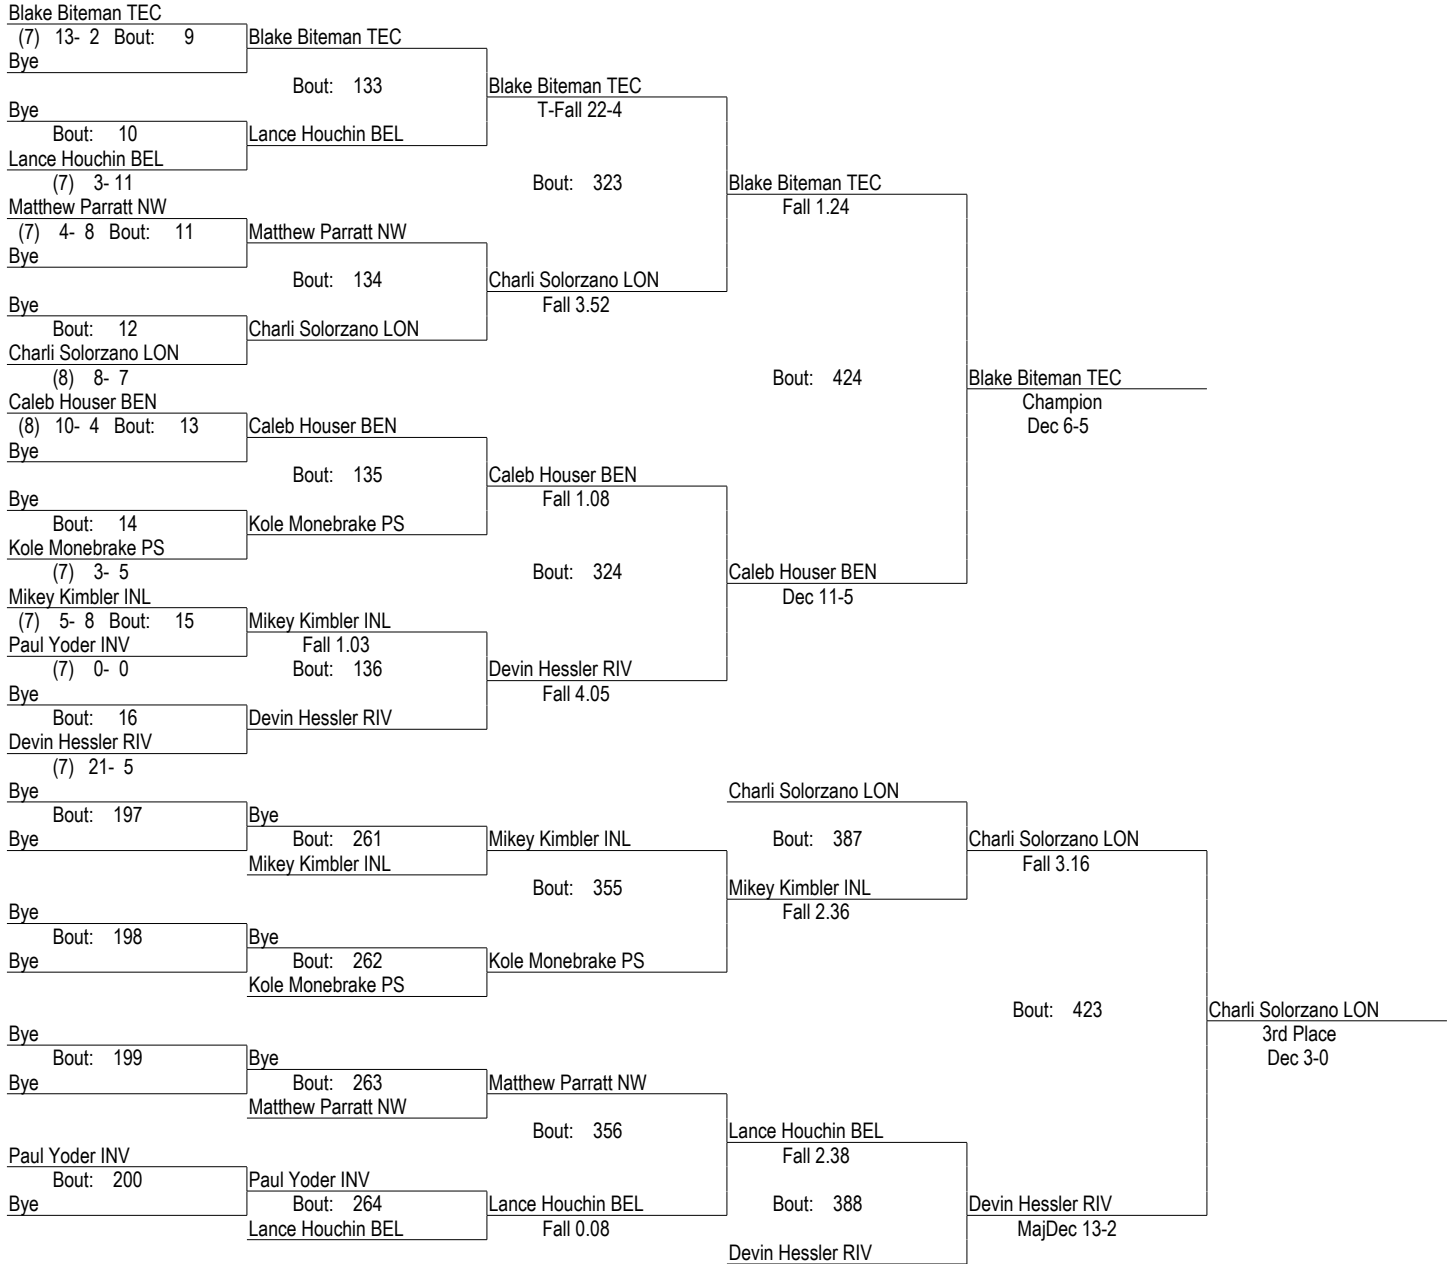 Blake Biteman TEC
(7) 13- 2 Bout: 9 Blake Biteman TEC
Bye
Bout: 133 Blake Biteman TEC
Bye T-Fall 22-4
Bout: 10 Lance Houchin BEL
Lance Houchin BEL
(7) 3- 11 Bout: 323 Blake Biteman TEC
Matthew Parratt NW Fall 1.24
(7) 4- 8 Bout: 11 Matthew Parratt NW
Bye
Bout: 134 Charli Solorzano LON
Bye Fall 3.52
Bout: 12 Charli Solorzano LON
Charli Solorzano LON
(8) 8- 7 Bout: 424 Blake Biteman TEC
Caleb Houser BEN Champion
(8) 10- 4 Bout: 13 Caleb Houser BEN Dec 6-5
Bye
Bout: 135 Caleb Houser BEN
Bye Fall 1.08
Bout: 14 Kole Monebrake PS
Kole Monebrake PS
(7) 3- 5 Bout: 324 Caleb Houser BEN
Mikey Kimbler INL Dec 11-5
(7) 5- 8 Bout: 15 Mikey Kimbler INL
Paul Yoder INV Fall 1.03
(7) 0- 0 Bout: 136 Devin Hessler RIV
Bye Fall 4.05
Bout: 16 Devin Hessler RIV
Devin Hessler RIV
(7) 21- 5
Bye Charli Solorzano LON
Bout: 197 Bye
Bye Bout: 261 Mikey Kimbler INL Bout: 387 Charli Solorzano LON
Mikey Kimbler INL Fall 3.16
Bout: 355 Mikey Kimbler INL
Bye Fall 2.36
Bout: 198 Bye
Bye Bout: 262 Kole Monebrake PS
Kole Monebrake PS
Bout: 423 Charli Solorzano LON
Bye 3rd Place
Bout: 199 Bye Dec 3-0
Bye Bout: 263 Matthew Parratt NW
Matthew Parratt NW
Bout: 356 Lance Houchin BEL
Paul Yoder INV Fall 2.38
Bout: 200 Paul Yoder INV
Bye Bout: 264 Lance Houchin BEL Bout: 388 Devin Hessler RIV
Lance Houchin BEL Fall 0.08 MajDec 13-2
Devin Hessler RIV